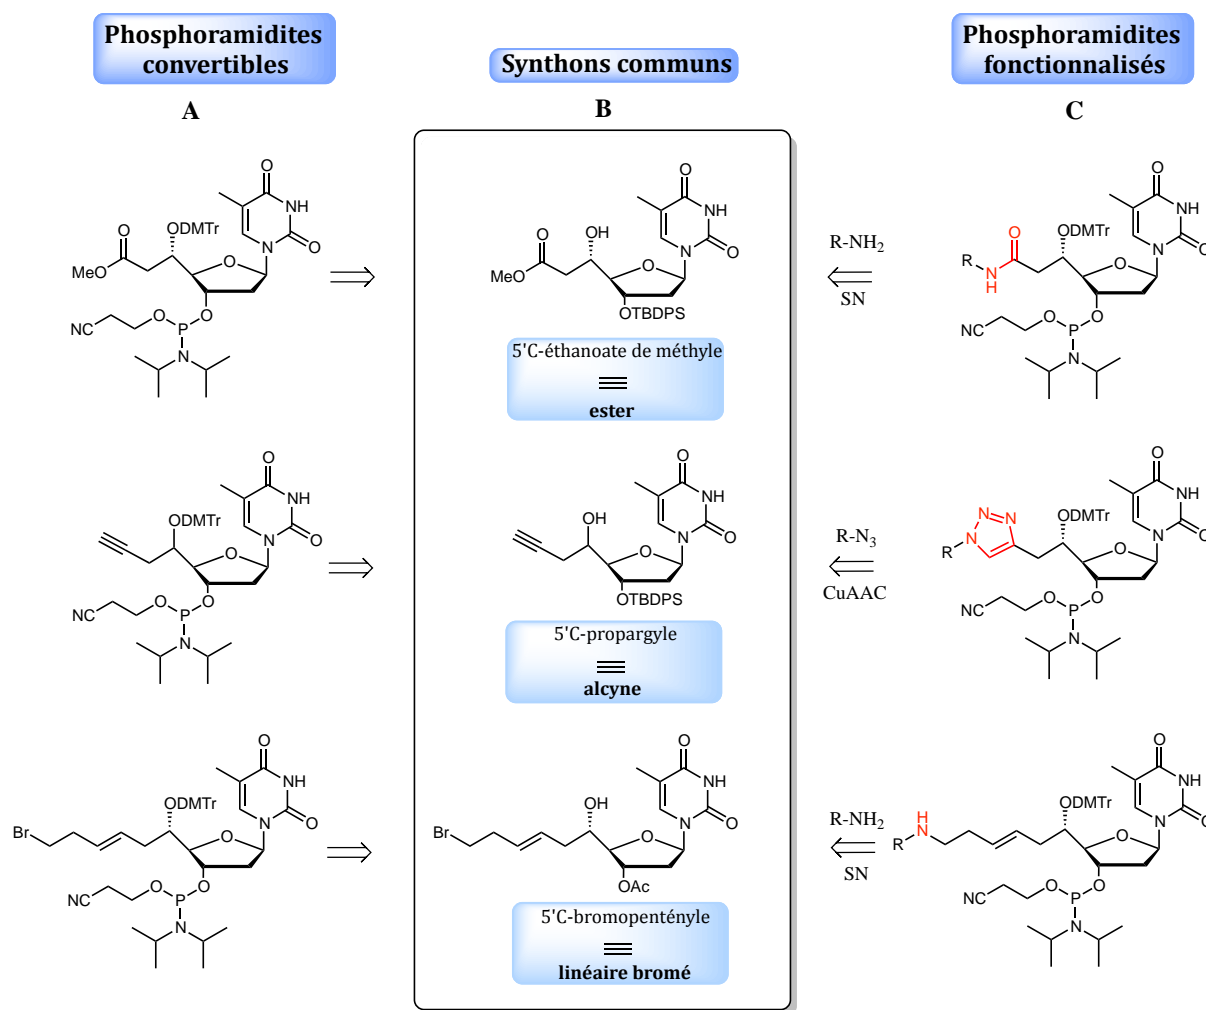 Phosphoramidites
convertibles
Synthons communs
Phosphoramidites
fonctionnalisés
A
B
C
O
NH
N
O
O
MeO
ODMTr
O
O
NC
O
P
N
O
NH
N
O
O
MeO
OH
O
OTBDPS
5'C-éthanoate de méthyle
ester
R-NH2
SN
O
NH
N
O
O
R
N
H
ODMTr
O
O
NC
O
P
N
O
NH
N
O
ODMTr
O
O
NC
O
P
N
O
NH
N
O
OH
O
OTBDPS
5'C-propargyle
alcyne
R-N3
CuAAC
O
NH
N
O
N
N
N
R
ODMTr
O
O
NC
O
P
N
O
NH
N
O
Br
ODMTr
O
O
NC
O
P
N
O
NH
N
O
Br
OH
O
OAc
5'C-bromopentényle
linéaire bromé
R-NH2
SN
O
NH
N
O
H
N
R
ODMTr
O
O
NC
O
P
N